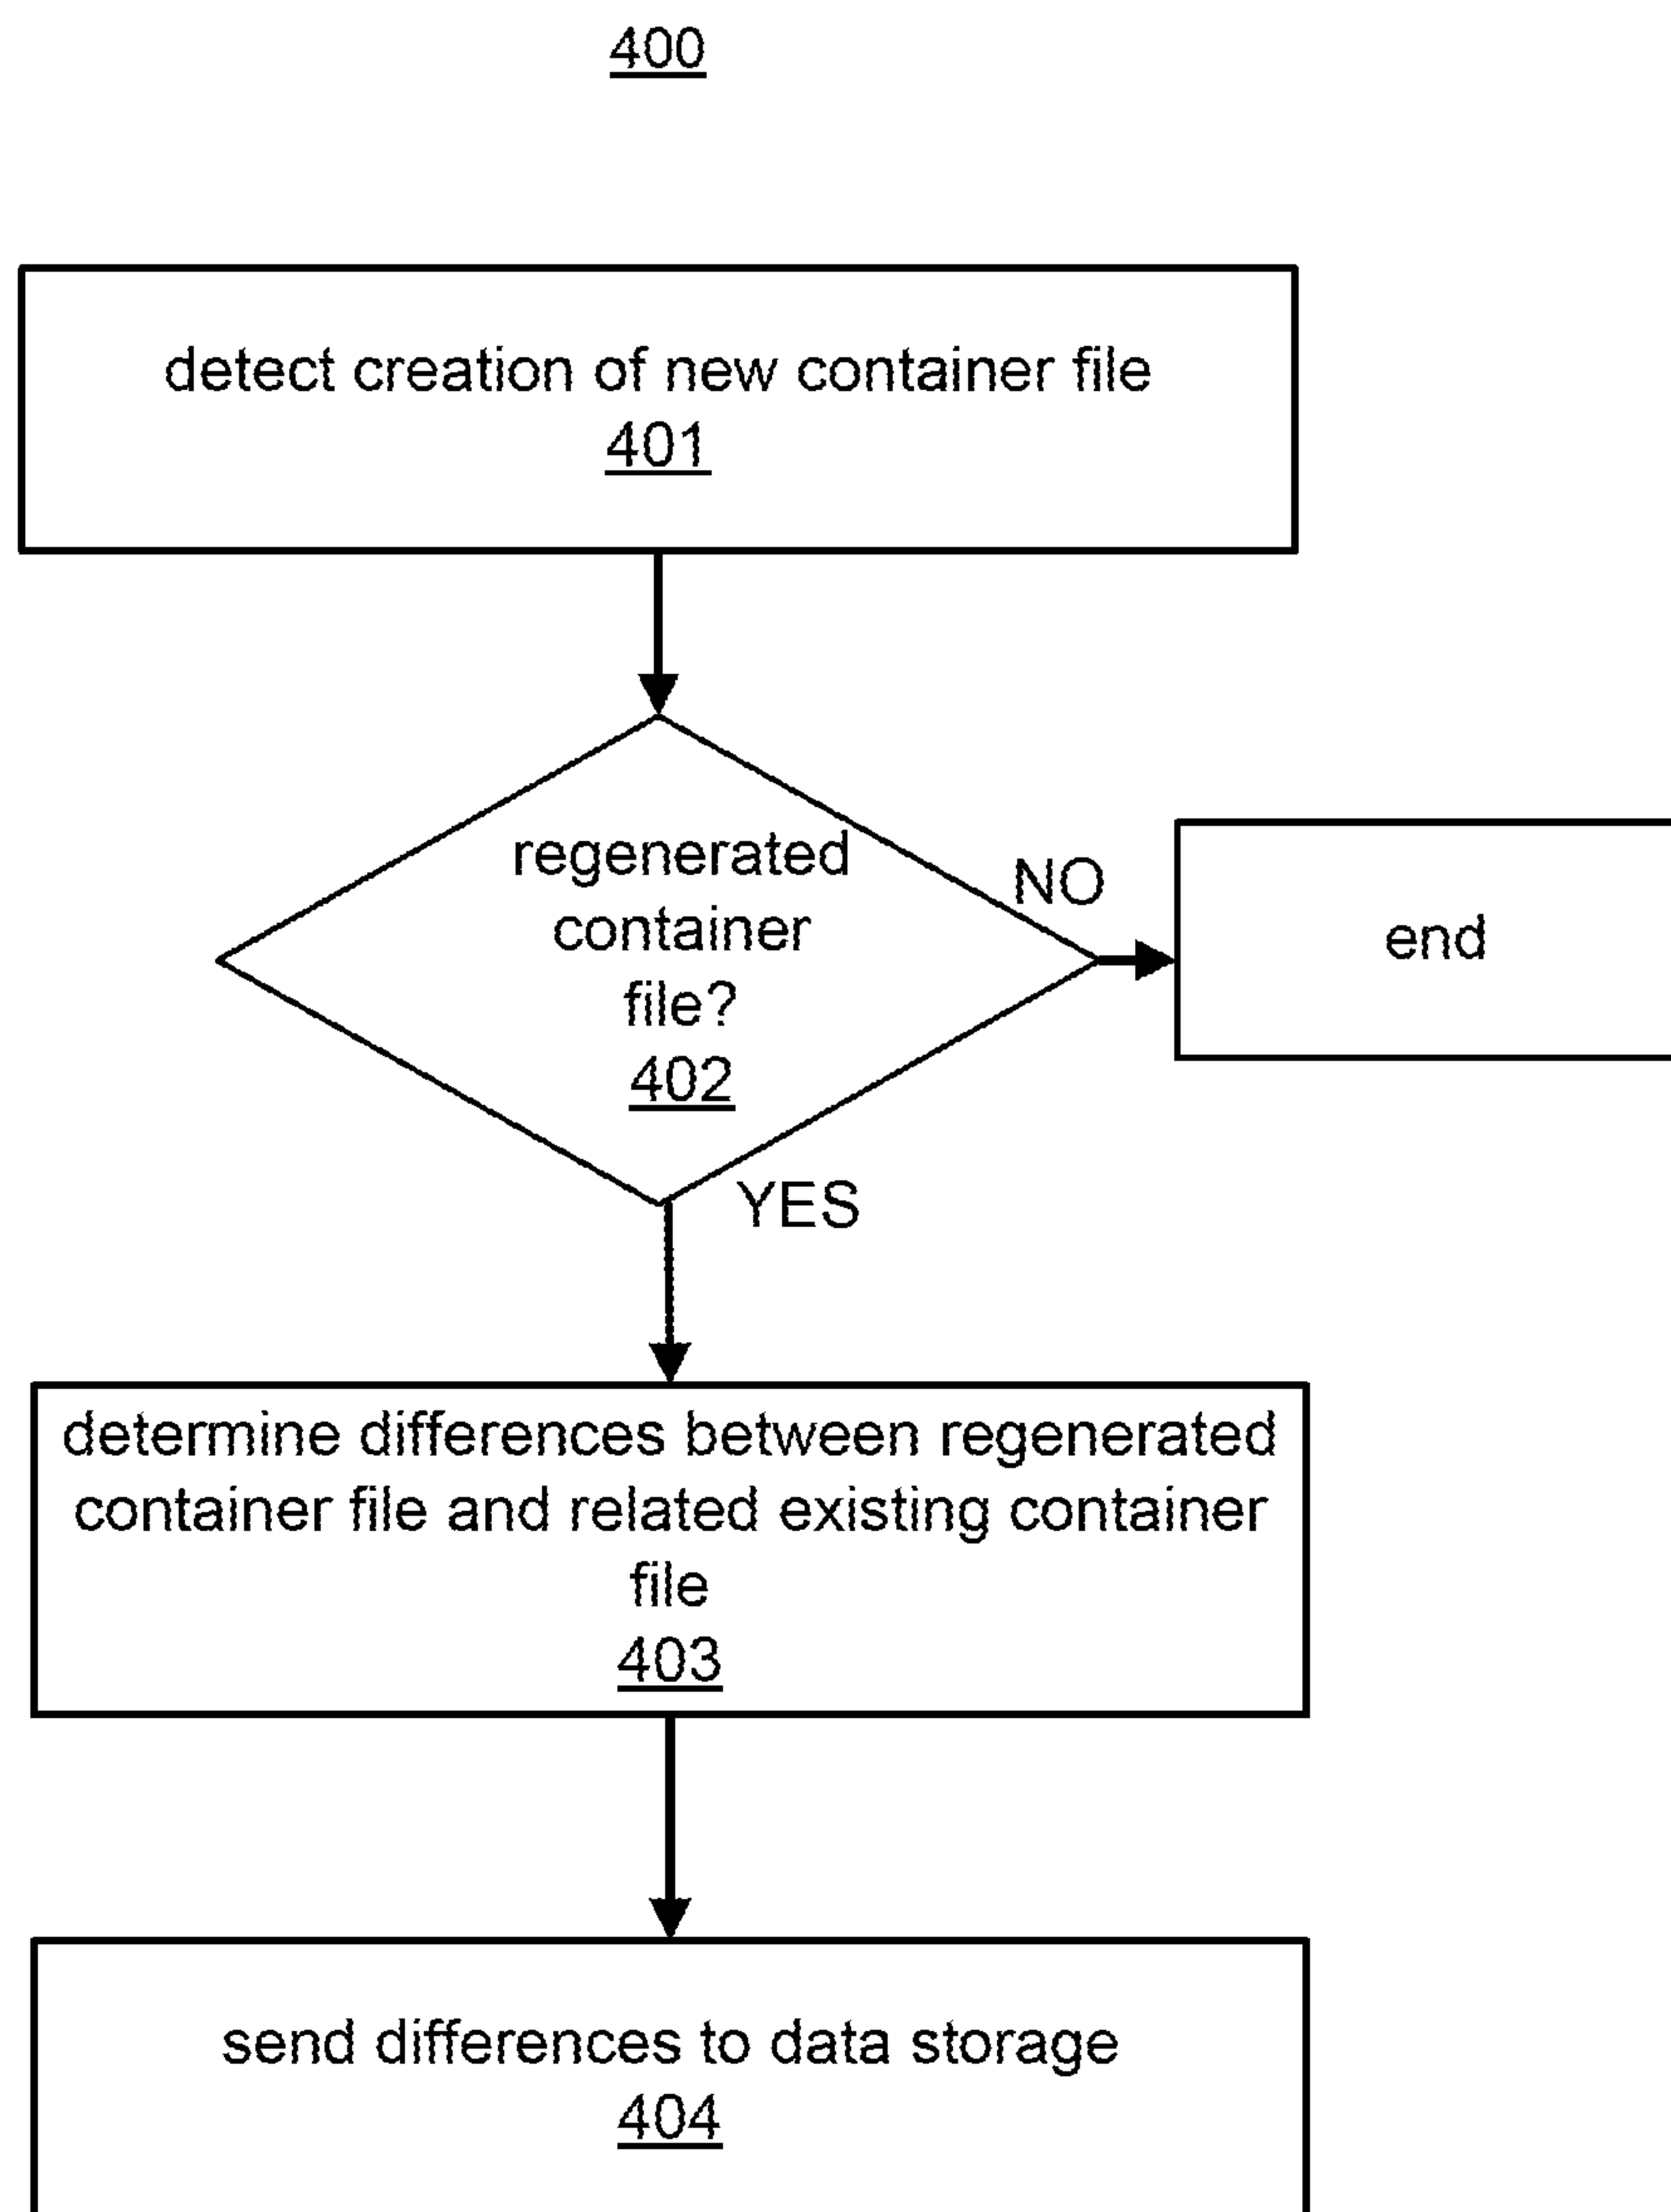 400
detect creation of new container file
401
regenerated
container
file?
402
NO
end
YES
determine differences between regenerated
container file and related existing container
file
403
send differences to data storage
404